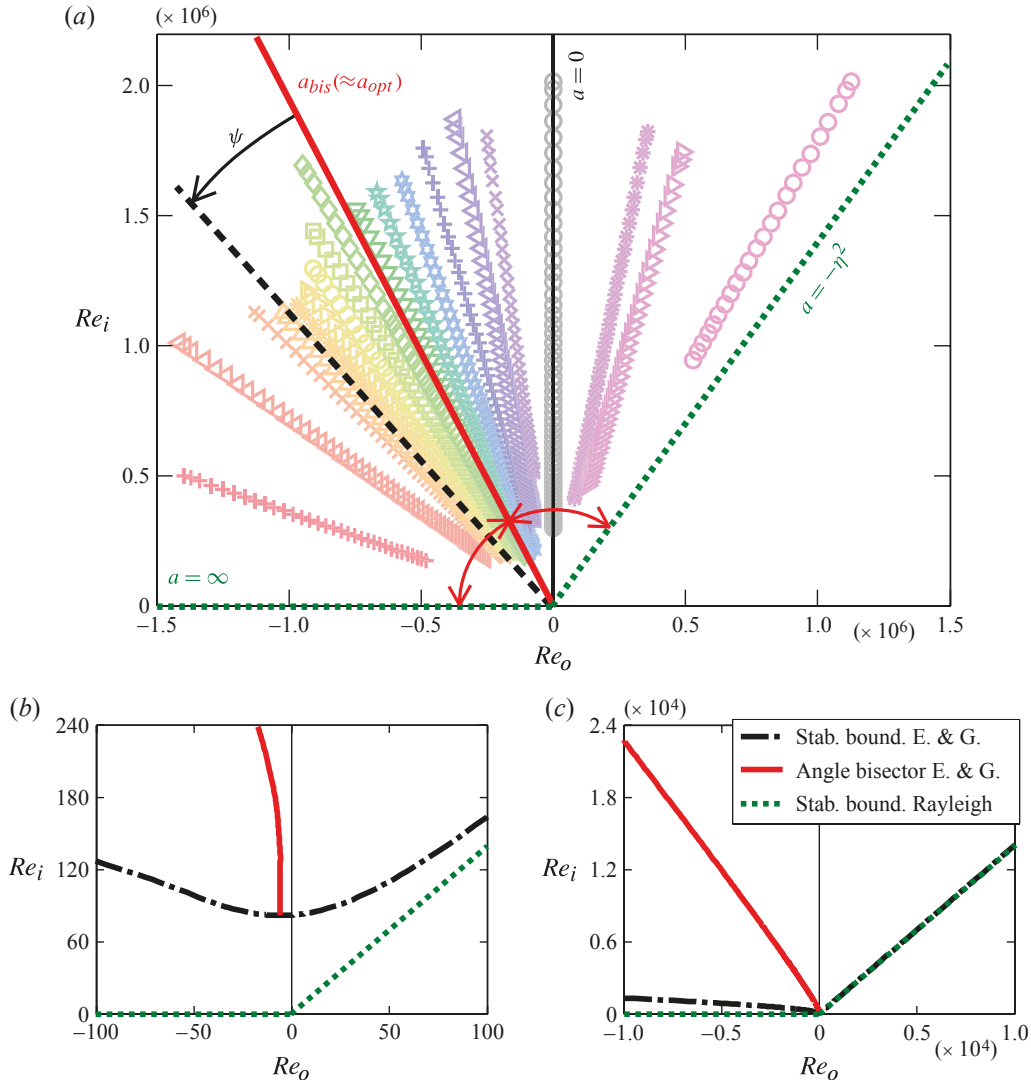 (a)
(× 10⁶)
2.0
1.5
Re_i
1.0
0.5
0
a_bis(≈a_opt)
ψ
a = 0
a = −η²
a = ∞
−1.5
−1.0
−0.5
0
0.5
1.0
1.5
(× 10⁶)
Re_o
(b)
240
180
Re_i
120
60
0
−100
−50
0
50
100
Re_o
(c)
(× 10⁴)
2.4
1.8
Re_i
1.2
0.6
0
Stab. bound. E. & G.
Angle bisector E. & G.
Stab. bound. Rayleigh
−1.0
−0.5
0
0.5
1.0
(× 10⁴)
Re_o